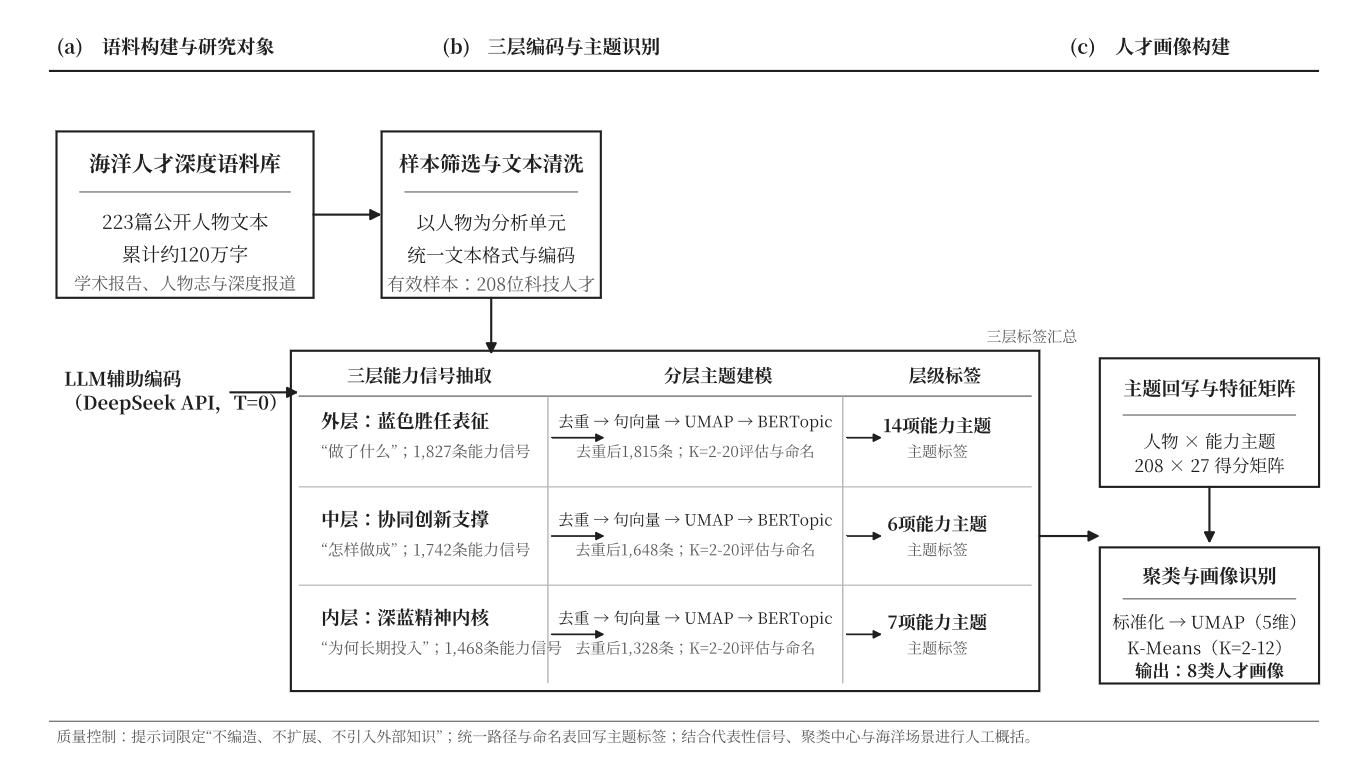 (a) 语料构建与研究对象
(b) 三层编码与主题识别
(c) 人才画像构建
海洋人才深度语料库
223篇公开人物文本
累计约120万字
学术报告、人物志与深度报道
样本筛选与文本清洗
以人物为分析单元
统一文本格式与编码
有效样本：208位科技人才
LLM辅助编码
（DeepSeek API，T=0）
三层标签汇总
三层能力信号抽取
分层主题建模
层级标签
外层：蓝色胜任表征
“做了什么”；1,827条能力信号
去重 → 句向量 → UMAP → BERTopic
去重后1,815条；K=2-20评估与命名
14项能力主题
主题标签
中层：协同创新支撑
“怎样做成”；1,742条能力信号
去重 → 句向量 → UMAP → BERTopic
去重后1,648条；K=2-20评估与命名
6项能力主题
主题标签
内层：深蓝精神内核
“为何长期投入”；1,468条能力信号
去重 → 句向量 → UMAP → BERTopic
去重后1,328条；K=2-20评估与命名
7项能力主题
主题标签
主题回写与特征矩阵
人物 × 能力主题
208 × 27 得分矩阵
聚类与画像识别
标准化 → UMAP（5维）
K-Means（K=2-12）
输出：8类人才画像
质量控制：提示词限定“不编造、不扩展、不引入外部知识”；统一路径与命名表回写主题标签；结合代表性信号、聚类中心与海洋场景进行人工概括。